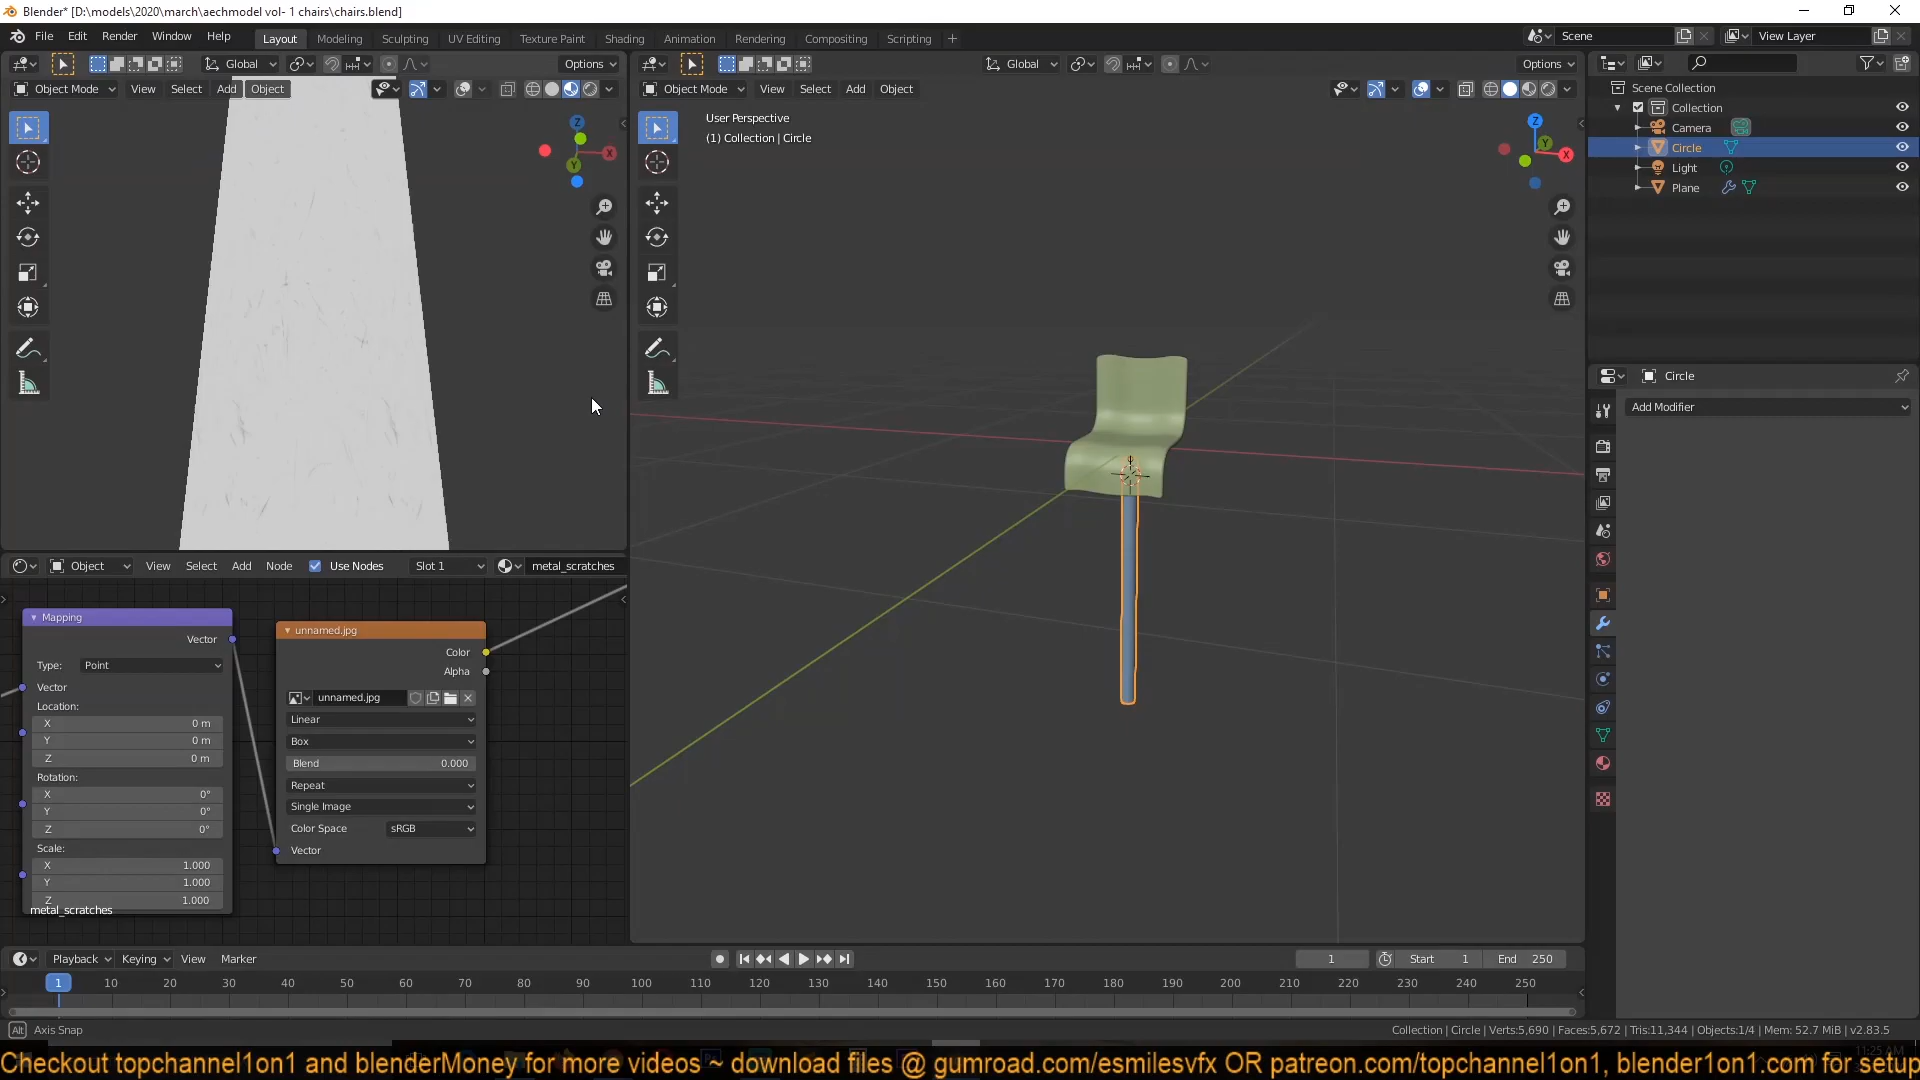 Blender* [D:\models\2020\march\aechmodel vol- 1 chairs\chairs.blend]
File Edit Render Window Help Layout Modeling Sculpting UV Editing Texture Paint Shading Animation Rendering Compositing Scripting + Scene View Layer
Global Options Global Options
Object Mode View Select Add Object Object Mode View Select Add Object
User Perspective
(1) Collection | Circle
Scene Collection
Collection
Camera
Circle
Light
Plane
Circle
Add Modifier
Object View Select Add Node Use Nodes Slot 1 metal_scratches
Mapping
Vector
Type: Point
Vector
Location:
X 0 m
Y 0 m
Z 0 m
Rotation:
X 0°
Y 0°
Z 0°
Scale:
X 1.000
Y 1.000
Z 1.000
metal_scratches
unnamed.jpg
Color
Alpha
unnamed.jpg
Linear
Box
Blend 0.000
Repeat
Single Image
Color Space sRGB
Vector
Playback Keying View Marker 1 Start 1 End 250
1 10 20 30 40 50 60 70 80 90 100 110 120 130 140 150 160 170 180 190 200 210 220 230 240 250
Alt Axis Snap
Collection | Circle | Verts:5,690 | Faces:5,672 | Tris:11,344 | Objects:1/4 | Mem: 52.7 MiB | v2.83.5
Checkout topchannel1on1 and blenderMoney for more videos ~ download files @ gumroad.com/esmilesvfx OR patreon.com/topchannel1on1, blender1on1.com for setup